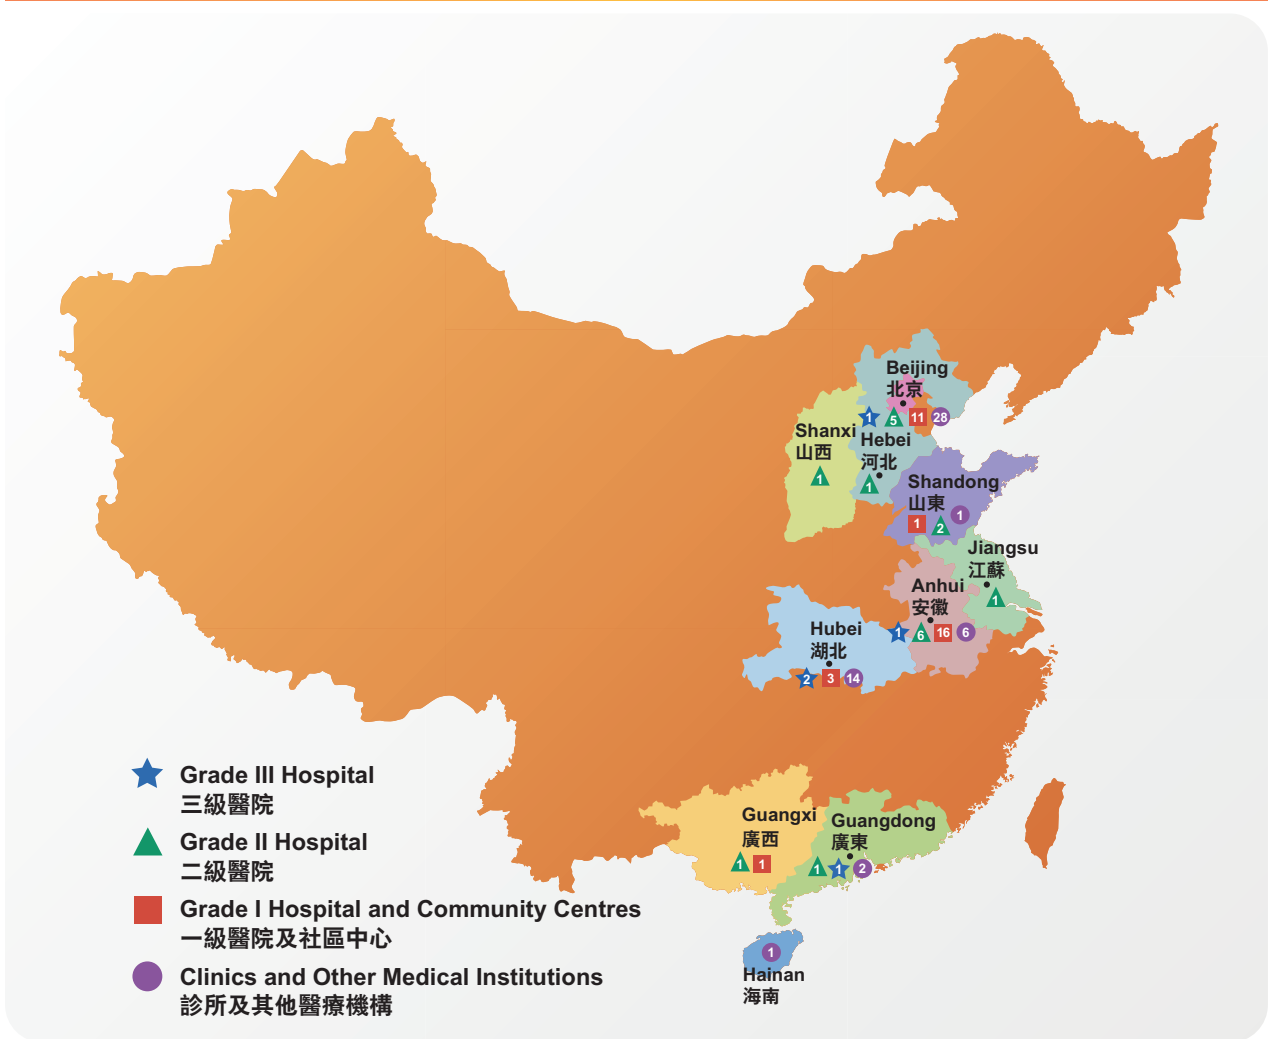 Beijing
北京
1 5 11 28
Shanxi
山西
1
Hebei
河北
1
Shandong
山東
1 2 1
Jiangsu
江蘇
1
Anhui
安徽
1 6 16 6
Hubei
湖北
2 3 14
Guangxi
廣西
1 1
Guangdong
廣東
1 1 2
1
Hainan
海南
Grade III Hospital
三級醫院
Grade II Hospital
二級醫院
Grade I Hospital and Community Centres
一級醫院及社區中心
Clinics and Other Medical Institutions
診所及其他醫療機構